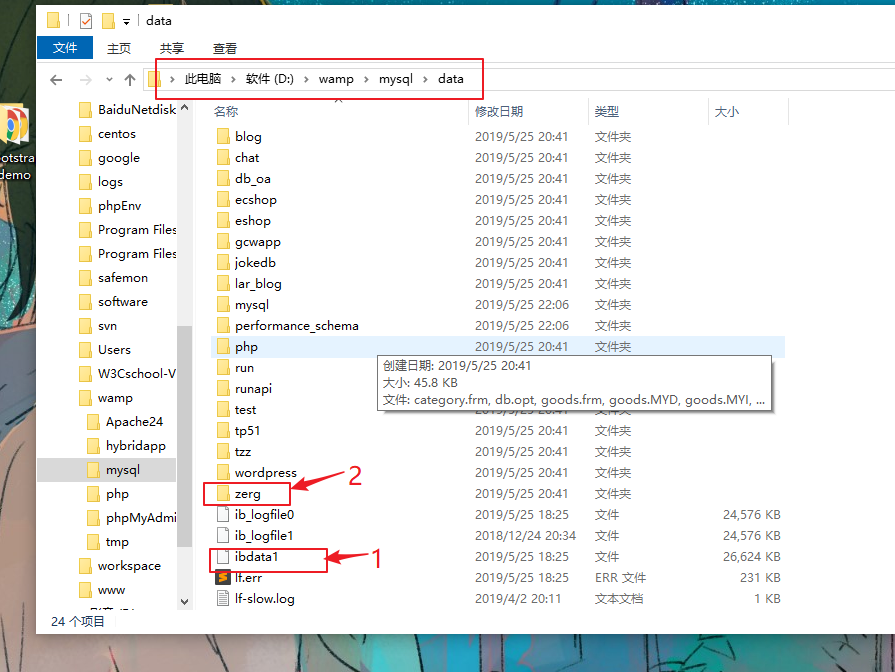 data
文件 主页 共享 查看
此电脑 软件 (D:) wamp mysql data
名称 修改日期 类型 大小
BaiduNetdisk
centos
google
logs
phpEnv
Program Files
Program Files
safemon
software
svn
Users
W3Cschool-V
wamp
Apache24
hybridapp
mysql
php
phpMyAdmi
tmp
workspace
www
blog 2019/5/25 20:41 文件夹
chat 2019/5/25 20:41 文件夹
db_oa 2019/5/25 20:41 文件夹
ecshop 2019/5/25 20:41 文件夹
eshop 2019/5/25 20:41 文件夹
gcwapp 2019/5/25 20:41 文件夹
jokedb 2019/5/25 20:41 文件夹
lar_blog 2019/5/25 20:41 文件夹
mysql 2019/5/25 22:06 文件夹
performance_schema 2019/5/25 22:06 文件夹
php 2019/5/25 20:41 文件夹
run
runapi
test
创建日期: 2019/5/25 20:41
大小: 45.8 KB
文件: category.frm, db.opt, goods.frm, goods.MYD, goods.MYI, ...
tp51 2019/5/25 20:41 文件夹
tzz 2019/5/25 20:41 文件夹
wordpress 2019/5/25 20:41 文件夹
2
zerg 2019/5/25 20:41 文件夹
ib_logfile0 2019/5/25 18:25 文件 24,576 KB
ib_logfile1 2018/12/24 20:34 文件 24,576 KB
ibdata1 2019/5/25 18:25 文件 26,624 KB
1
lf.err 2019/5/25 18:25 ERR 文件 231 KB
lf-slow.log 2019/4/2 20:11 文本文档 1 KB
24 个项目
otstra
demo